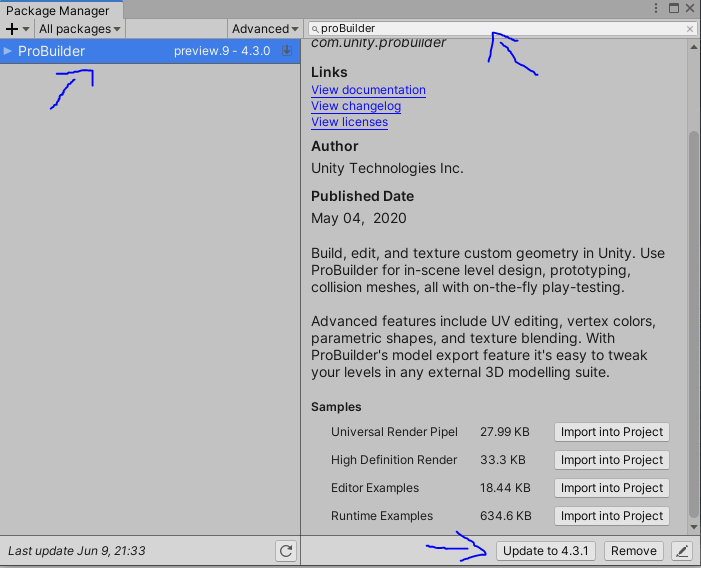 Package Manager
+ All packages Advanced proBuilder
ProBuilder preview.9 - 4.3.0
com.unity.probuilder
Links
View documentation
View changelog
View licenses
Author
Unity Technologies Inc.
Published Date
May 04, 2020
Build, edit, and texture custom geometry in Unity. Use
ProBuilder for in-scene level design, prototyping,
collision meshes, all with on-the-fly play-testing.
Advanced features include UV editing, vertex colors,
parametric shapes, and texture blending. With
ProBuilder's model export feature it's easy to tweak
your levels in any external 3D modelling suite.
Samples
Universal Render Pipel 27.99 KB Import into Project
High Definition Render 33.3 KB Import into Project
Editor Examples 18.44 KB Import into Project
Runtime Examples 634.6 KB Import into Project
Last update Jun 9, 21:33 Update to 4.3.1 Remove